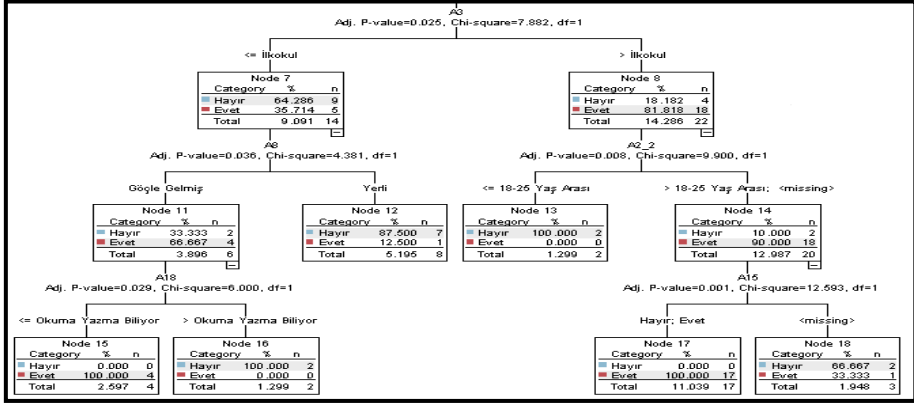 A3
Adj. P-value=0.025, Chi-square=7.882, df=1
<= İlkokul
> İlkokul
Node 7
Category % n
Hayır 64.286 9
Evet 35.714 5
Total 9.091 14
Node 8
Category % n
Hayır 18.182 4
Evet 81.818 18
Total 14.286 22
A8
Adj. P-value=0.036, Chi-square=4.381, df=1
A2_2
Adj. P-value=0.008, Chi-square=9.900, df=1
Göçle Gelmiş
Yerli
<= 18-25 Yaş Arası
> 18-25 Yaş Arası; <missing>
Node 11
Category % n
Hayır 33.333 2
Evet 66.667 4
Total 3.896 6
Node 12
Category % n
Hayır 87.500 7
Evet 12.500 1
Total 5.195 8
Node 13
Category % n
Hayır 100.000 2
Evet 0.000 0
Total 1.299 2
Node 14
Category % n
Hayır 10.000 2
Evet 90.000 18
Total 12.987 20
A18
Adj. P-value=0.029, Chi-square=6.000, df=1
A15
Adj. P-value=0.001, Chi-square=12.593, df=1
<= Okuma Yazma Biliyor
> Okuma Yazma Biliyor
Hayır; Evet
<missing>
Node 15
Category % n
Hayır 0.000 0
Evet 100.000 4
Total 2.597 4
Node 16
Category % n
Hayır 100.000 2
Evet 0.000 0
Total 1.299 2
Node 17
Category % n
Hayır 0.000 0
Evet 100.000 17
Total 11.039 17
Node 18
Category % n
Hayır 66.667 2
Evet 33.333 1
Total 1.948 3